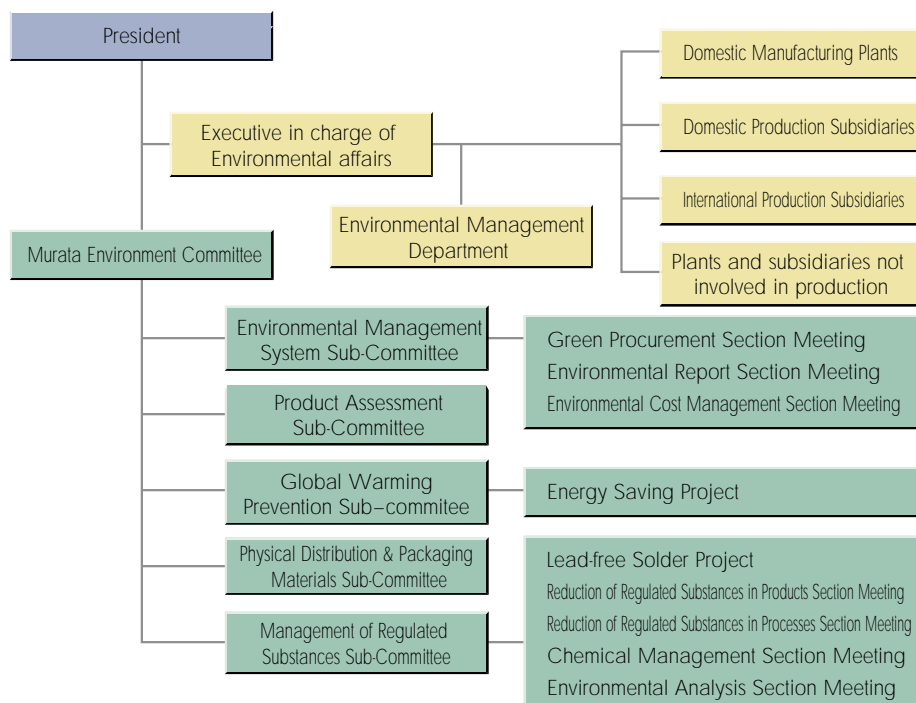 President
Executive in charge of
Environmental affairs
Environmental Management
Department
Domestic Manufacturing Plants
Domestic Production Subsidiaries
International Production Subsidiaries
Plants and subsidiaries not
involved in production
Murata Environment Committee
Environmental Management
System Sub-Committee
Green Procurement Section Meeting
Environmental Report Section Meeting
Environmental Cost Management Section Meeting
Product Assessment
Sub-Committee
Global Warming
Prevention Sub–commitee
Energy Saving Project
Physical Distribution & Packaging
Materials Sub-Committee
Management of Regulated
Substances Sub-Committee
Lead-free Solder Project
Reduction of Regulated Substances in Products Section Meeting
Reduction of Regulated Substances in Processes Section Meeting
Chemical Management Section Meeting
Environmental Analysis Section Meeting